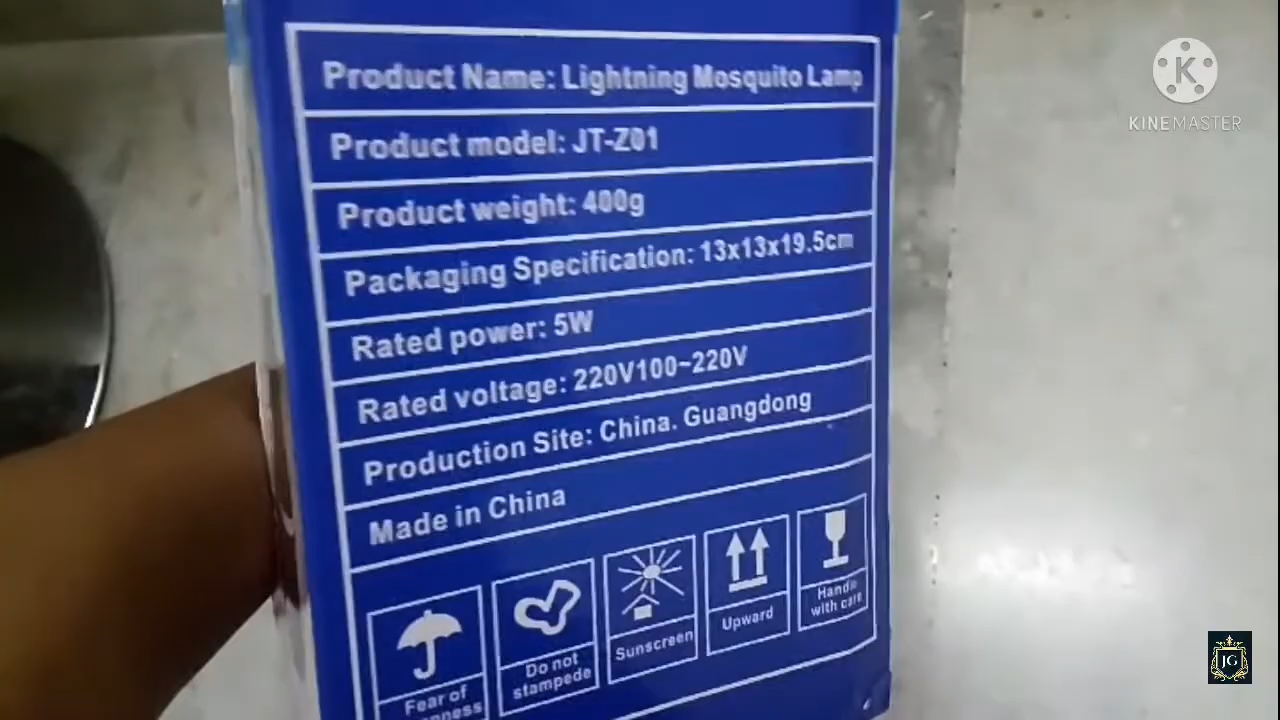 Product Name: Lightning Mosquito Lamp
Product model: JT-Z01
Product weight: 400g
Packaging Specification: 13x13x19.5cm
Rated power: 5W
Rated voltage: 220V100~220V
Production Site: China. Guangdong
Made in China
Fear of
Do not
stampede
Sunscreen
Upward
Handle
with care
K
KINEMASTER
JG